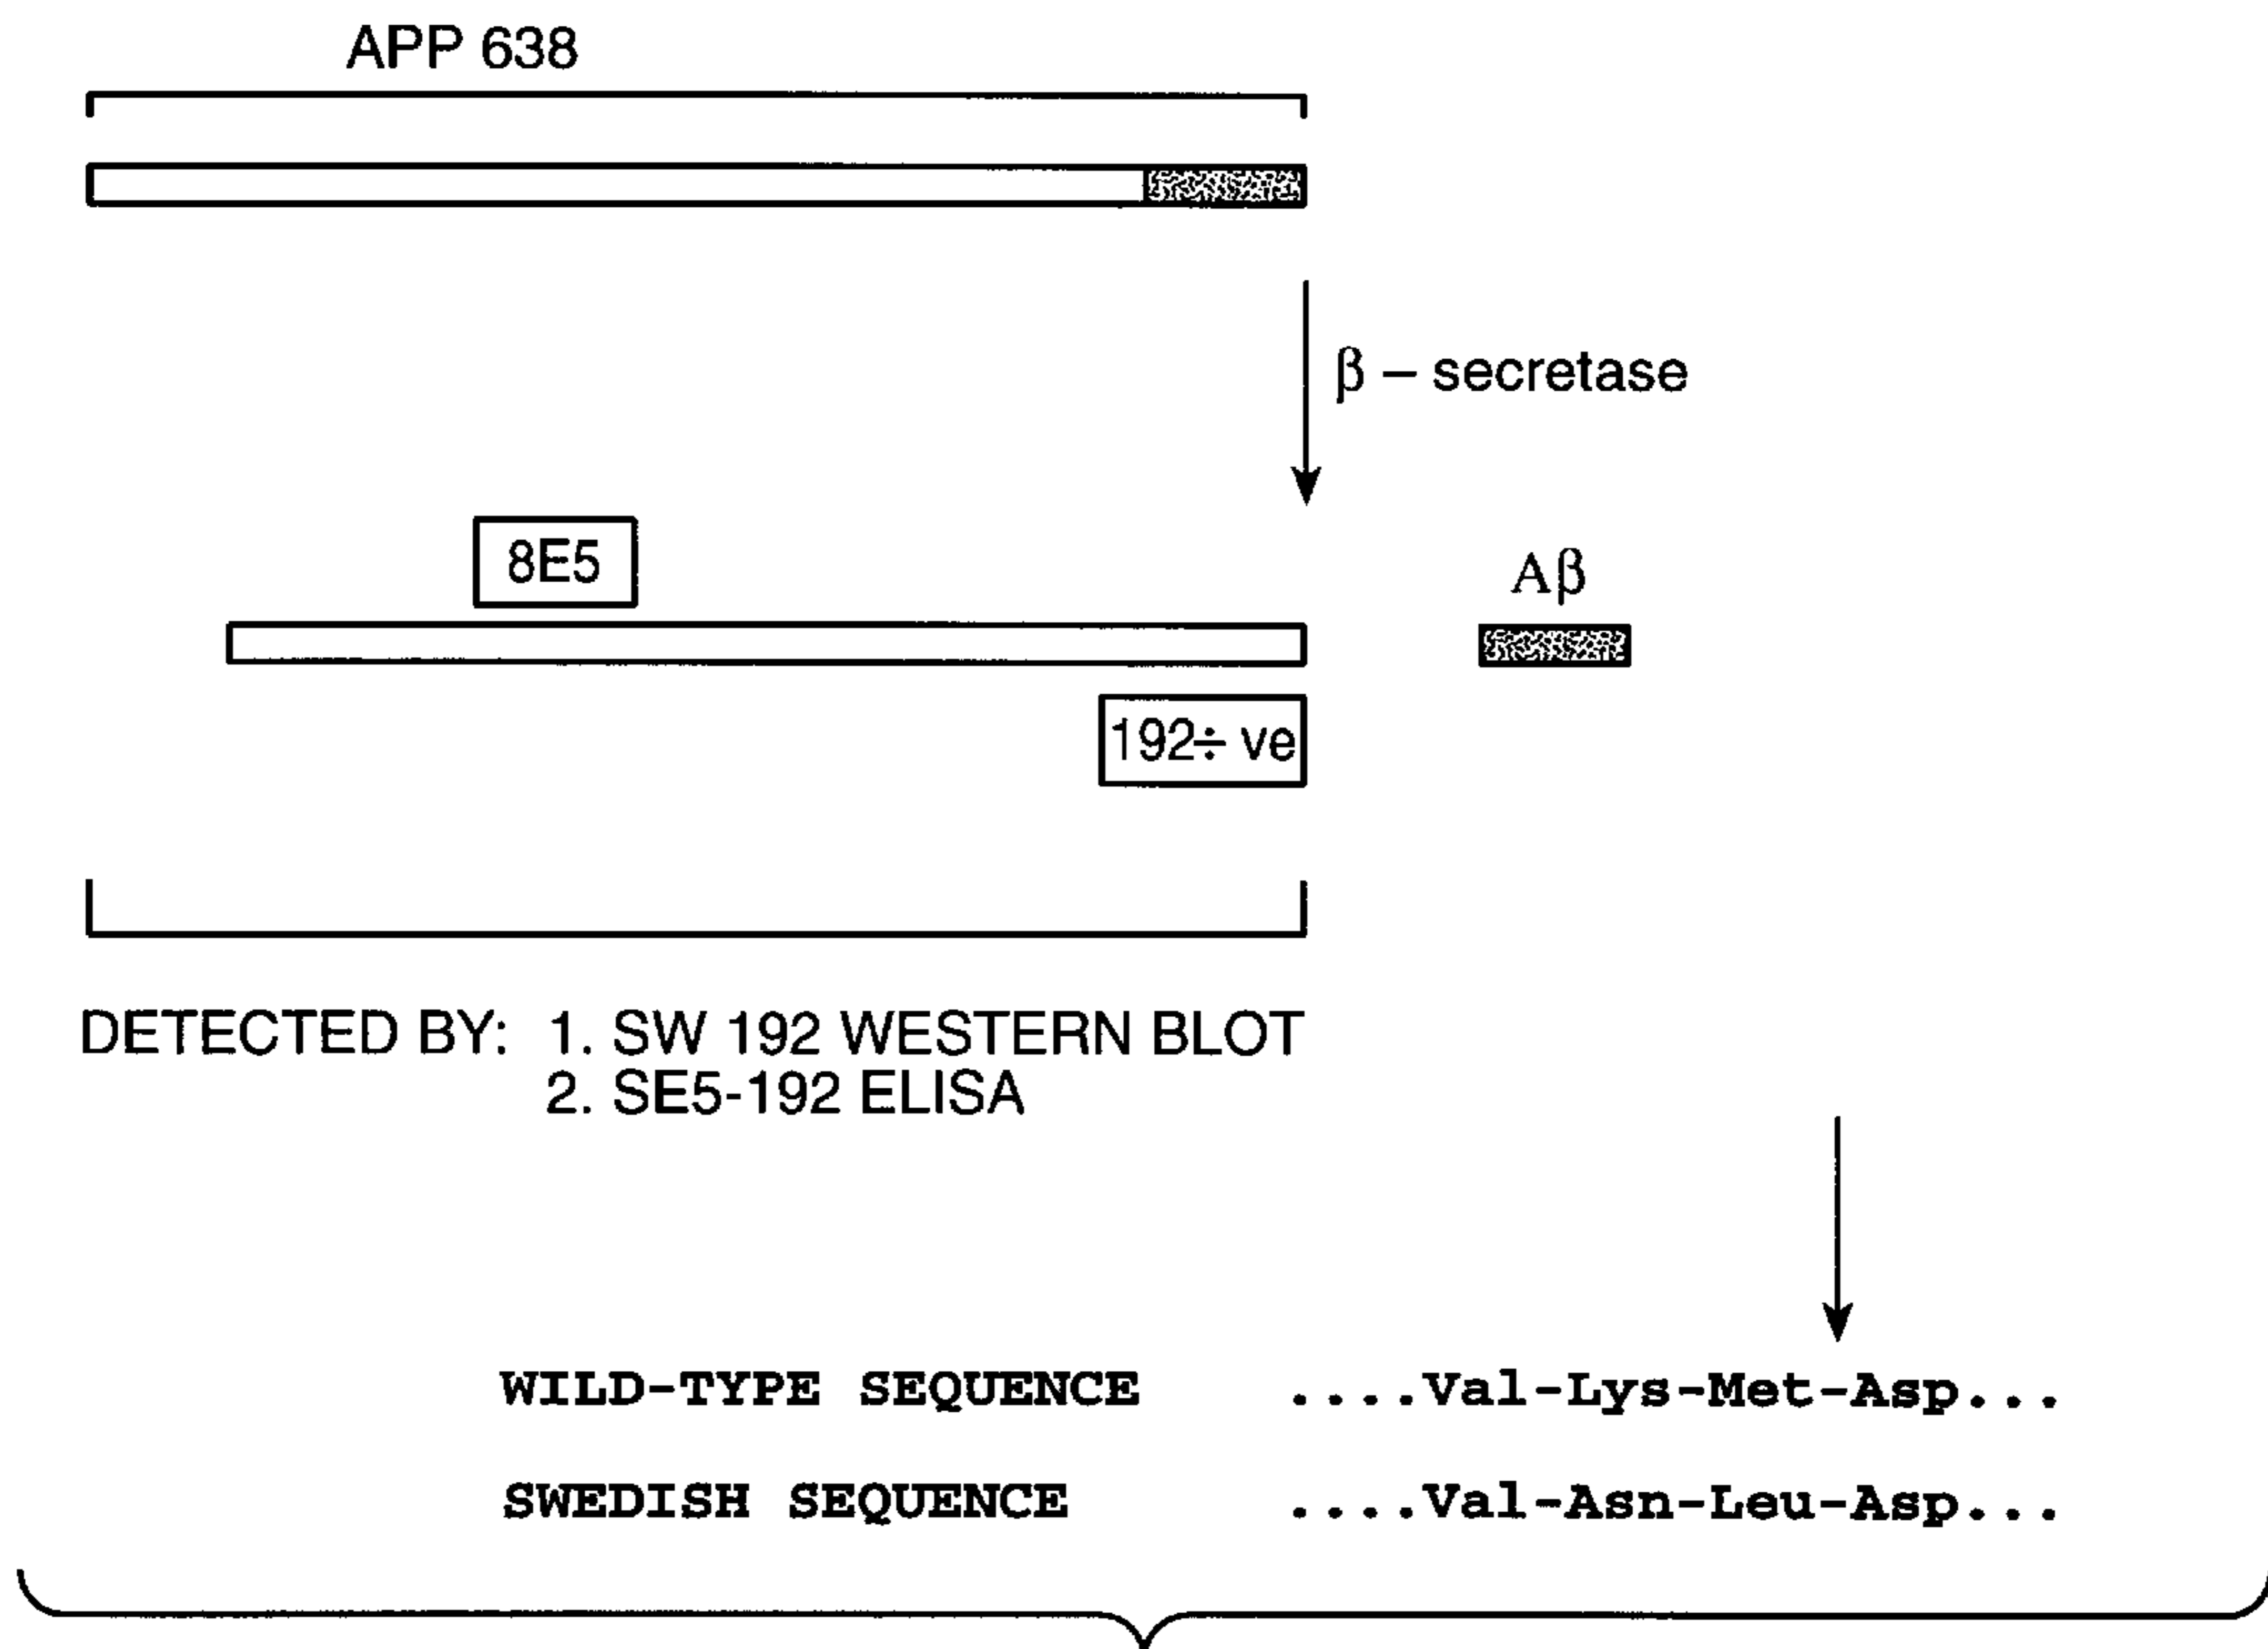 APP 638
β – secretase
8E5
Aβ
192÷ ve
DETECTED BY: 1. SW 192 WESTERN BLOT
2. SE5-192 ELISA
WILD-TYPE SEQUENCE ....Val-Lys-Met-Asp...
SWEDISH SEQUENCE ....Val-Asn-Leu-Asp...